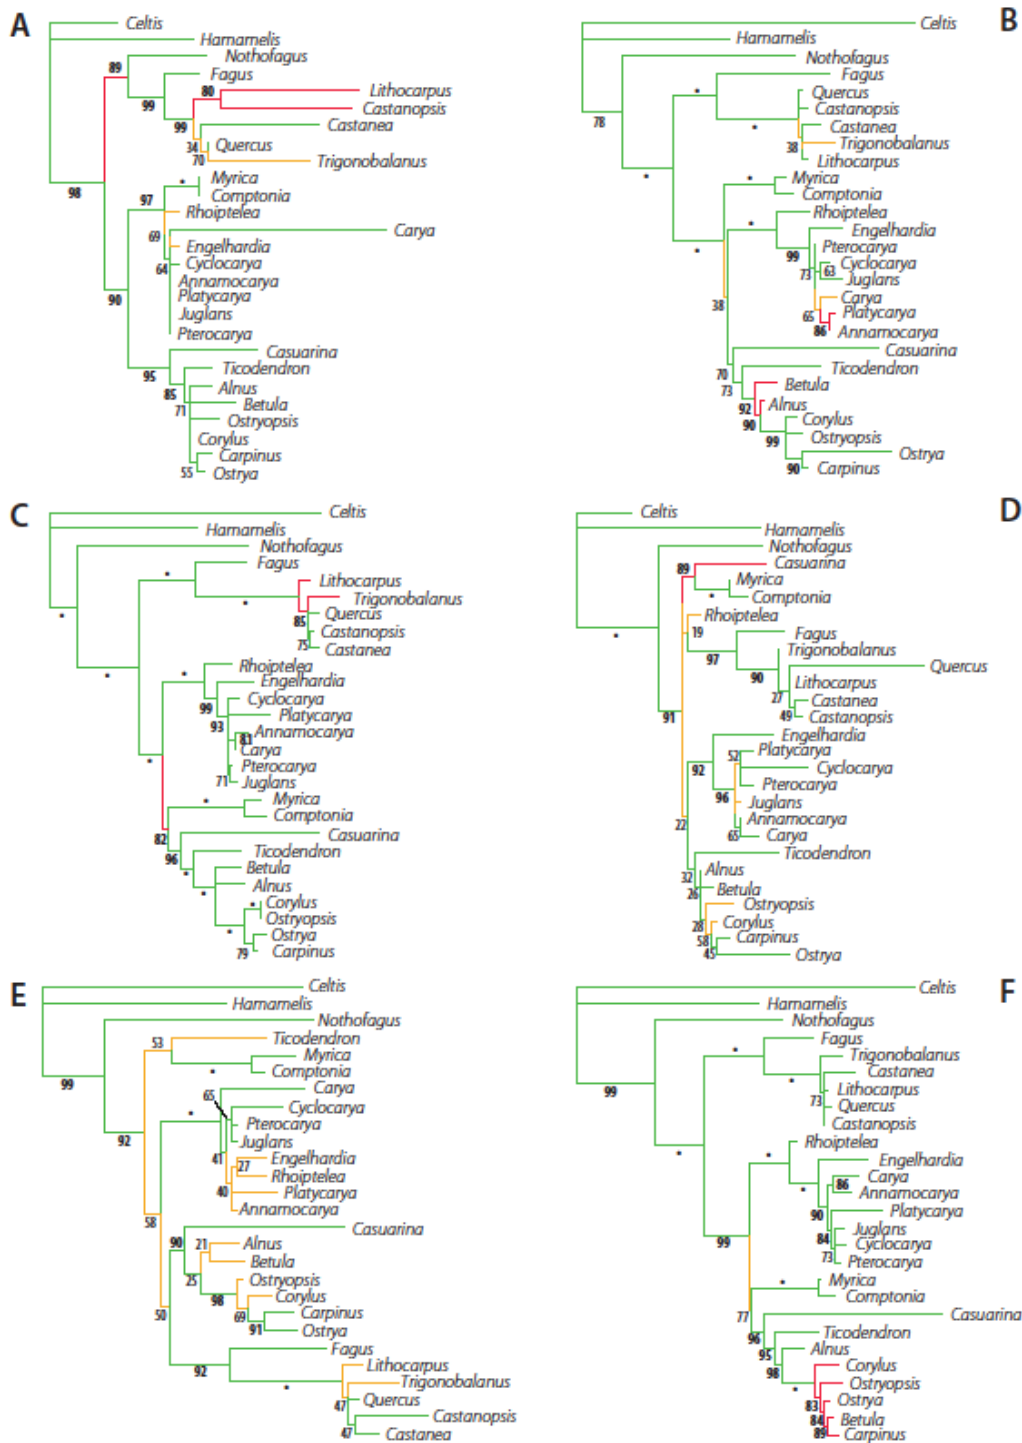 A
Celtis
Hamamelis
Nothofagus
89
Fagus
99
80
Lithocarpus
Castanopsis
99
Castanea
34
Quercus
70
Trigonobalanus
98
*
Myrica
97
Comptonia
Rhoiptelea
69
Carya
Engelhardia
64
Cyclocarya
Annamocarya
Platycarya
90
Juglans
Pterocarya
Casuarina
95
Ticodendron
85
Alnus
71
Betula
Ostryopsis
Corylus
Carpinus
55
Ostrya
B
Celtis
Hamamelis
Nothofagus
Fagus
*
Quercus
Castanopsis
78
*
Castanea
38
Trigonobalanus
Lithocarpus
*
*
Myrica
Comptonia
Rhoiptelea
*
Engelhardia
*
99
Pterocarya
73
63
Cyclocarya
Juglans
38
Carya
65
Platycarya
86
Annamocarya
Casuarina
70
Ticodendron
73
Betula
92
Alnus
90
Corylus
99
Ostryopsis
Ostrya
90
Carpinus
C
Celtis
Hamamelis
Nothofagus
Fagus
*
Lithocarpus
*
Trigonobalanus
*
85
Quercus
Castanopsis
75
Castanea
*
*
Rhoiptelea
Engelhardia
99
Cyclocarya
93
Platycarya
Annamocarya
81
Carya
*
Pterocarya
71
Juglans
*
Myrica
Comptonia
82
Casuarina
96
Ticodendron
*
Betula
*
Alnus
*
Corylus
Ostryopsis
*
Ostrya
79
Carpinus
D
Celtis
Hamamelis
Nothofagus
Casuarina
89
Myrica
*
Comptonia
Rhoiptelea
*
19
Fagus
97
Trigonobalanus
90
Quercus
27
Lithocarpus
Castanea
49
Castanopsis
91
Engelhardia
52
Platycarya
92
Cyclocarya
96
Pterocarya
Juglans
22
Annamocarya
65
Carya
Ticodendron
32
Alnus
26
Betula
Ostryopsis
28
Corylus
58
Carpinus
45
Ostrya
E
Celtis
Hamamelis
Nothofagus
53
Ticodendron
Myrica
*
Comptonia
99
65
Carya
*
Cyclocarya
Pterocarya
92
Juglans
41
Engelhardia
27
Rhoiptelea
40
Platycarya
Annamocarya
58
Casuarina
90
21
Alnus
25
Betula
Ostryopsis
98
Corylus
50
69
Carpinus
91
Ostrya
Fagus
92
Lithocarpus
*
Trigonobalanus
47
Quercus
Castanopsis
47
Castanea
F
Celtis
Hamamelis
Nothofagus
Fagus
*
Trigonobalanus
*
Castanea
99
Lithocarpus
73
Quercus
Castanopsis
*
Rhoiptelea
*
Engelhardia
*
Carya
86
Annamocarya
90
Platycarya
99
84
Juglans
Cyclocarya
73
Pterocarya
*
Myrica
Comptonia
77
Casuarina
96
Ticodendron
95
Alnus
98
Corylus
*
Ostryopsis
83
Ostrya
84
Betula
89
Carpinus